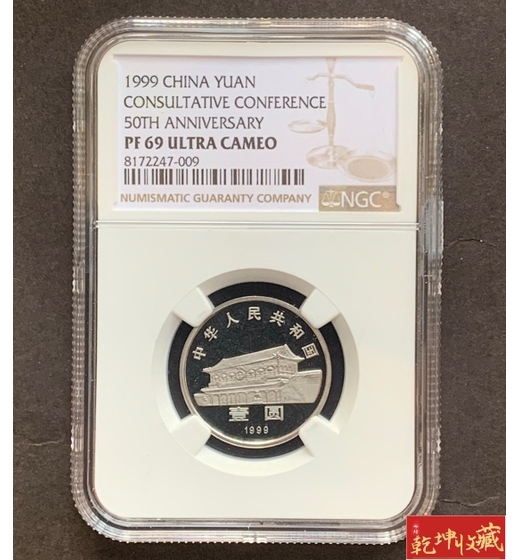 1999 CHINA YUAN
CONSULTATIVE CONFERENCE
50TH ANNIVERSARY
PF 69 ULTRA CAMEO
8172247-009
NUMISMATIC GUARANTY COMPANY
NGC
中华人民共和国
壹圆
1999
乾坤收藏